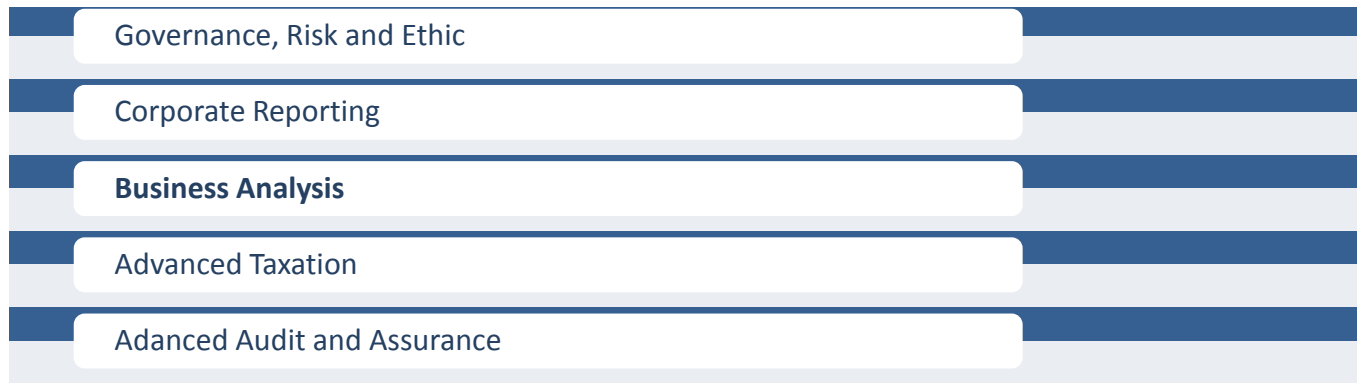 Governance, Risk and Ethic
Corporate Reporting
Business Analysis
Advanced Taxation
Adanced Audit and Assurance